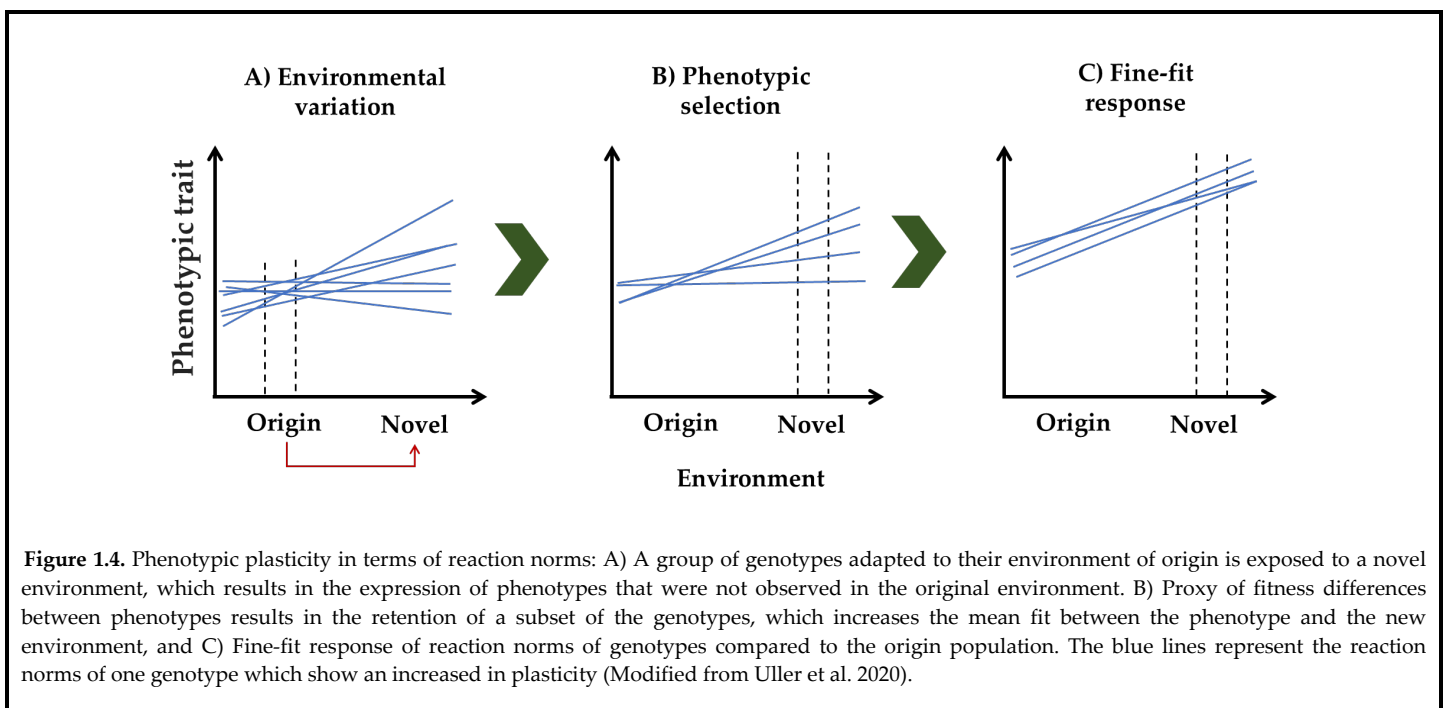 A) Environmental
variation
B) Phenotypic
selection
C) Fine-fit
response
Phenotypic trait
Origin
Novel
Origin
Novel
Origin
Novel
Environment
Figure 1.4. Phenotypic plasticity in terms of reaction norms: A) A group of genotypes adapted to their environment of origin is exposed to a novel
environment, which results in the expression of phenotypes that were not observed in the original environment. B) Proxy of fitness differences
between phenotypes results in the retention of a subset of the genotypes, which increases the mean fit between the phenotype and the new
environment, and C) Fine-fit response of reaction norms of genotypes compared to the origin population. The blue lines represent the reaction
norms of one genotype which show an increased in plasticity (Modified from Uller et al. 2020).